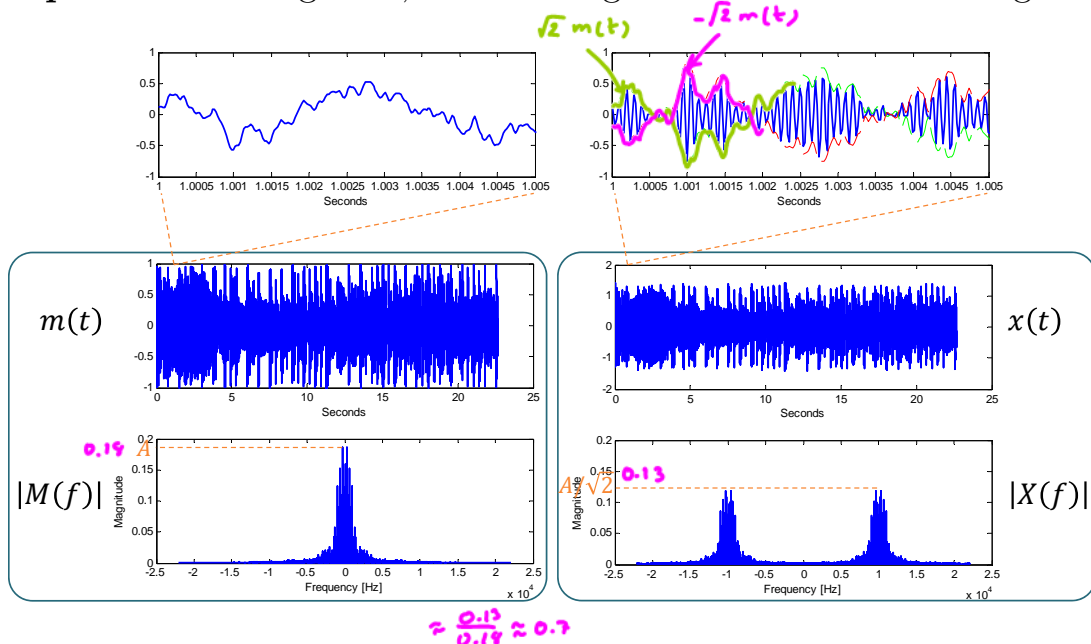 √2 m(t) -√2 m(t)
1
0.5
0
-0.5
-1
1 1.0005 1.001 1.0015 1.002 1.0025 1.003 1.0035 1.004 1.0045 1.005
Seconds
1
0.5
0
-0.5
-1
1 1.0005 1.001 1.0015 1.002 1.0025 1.003 1.0035 1.004 1.0045 1.005
Seconds
m(t)
1
0.5
0
-0.5
-1
0 5 10 15 20 25
Seconds
x(t)
2
1
0
-1
-2
0 5 10 15 20 25
Seconds
|M(f)|
0.19 A
Magnitude
0.2
0.15
0.1
0.05
0
-2.5 -2 -1.5 -1 -0.5 0 0.5 1 1.5 2 2.5
Frequency [Hz]
x 10⁴
|X(f)|
A/√2 0.13
Magnitude
0.2
0.15
0.1
0.05
0
-2.5 -2 -1.5 -1 -0.5 0 0.5 1 1.5 2 2.5
Frequency [Hz]
x 10⁴
≈ 0.13/0.19 ≈ 0.7